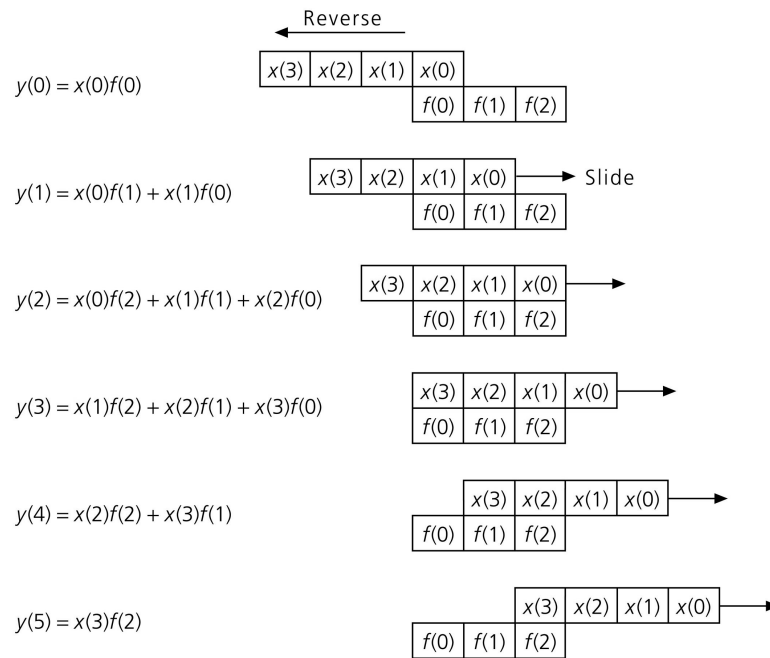 Reverse
x(3) x(2) x(1) x(0)
y(0) = x(0)f(0)
f(0) f(1) f(2)
x(3) x(2) x(1) x(0) Slide
y(1) = x(0)f(1) + x(1)f(0)
f(0) f(1) f(2)
x(3) x(2) x(1) x(0)
y(2) = x(0)f(2) + x(1)f(1) + x(2)f(0)
f(0) f(1) f(2)
x(3) x(2) x(1) x(0)
y(3) = x(1)f(2) + x(2)f(1) + x(3)f(0)
f(0) f(1) f(2)
x(3) x(2) x(1) x(0)
y(4) = x(2)f(2) + x(3)f(1)
f(0) f(1) f(2)
x(3) x(2) x(1) x(0)
y(5) = x(3)f(2)
f(0) f(1) f(2)